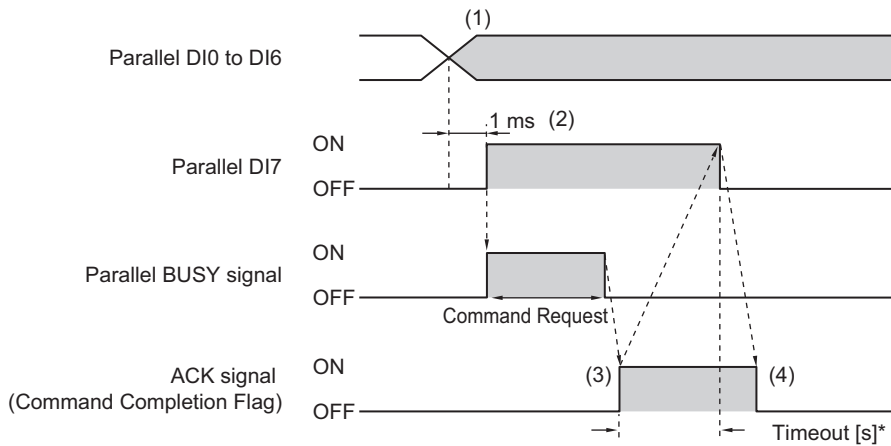 (1)
Parallel DI0 to DI6
1 ms (2)
ON
Parallel DI7
OFF
ON
Parallel BUSY signal
OFF
Command Request
ON
ACK signal
(3)
(4)
(Command Completion Flag)
OFF
Timeout [s]*